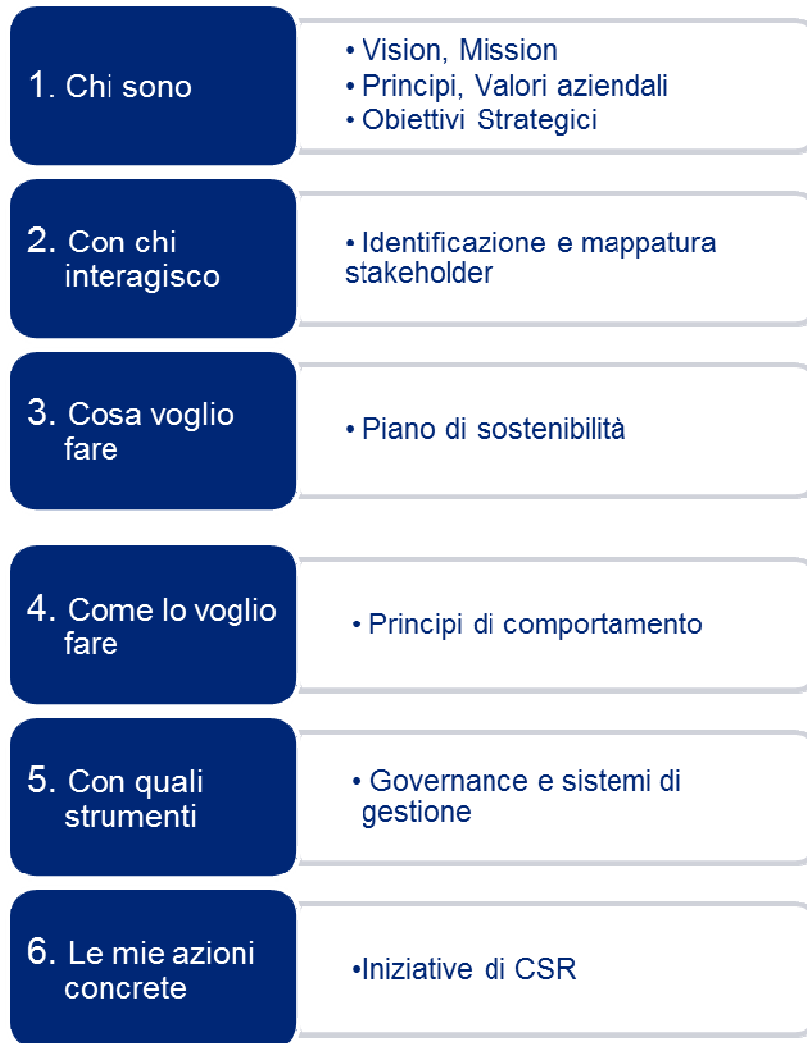 1. Chi sono
• Vision, Mission
• Principi, Valori aziendali
• Obiettivi Strategici
2. Con chi
interagisco
• Identificazione e mappatura
stakeholder
3. Cosa voglio
fare
• Piano di sostenibilità
4. Come lo voglio
fare
• Principi di comportamento
5. Con quali
strumenti
• Governance e sistemi di
gestione
6. Le mie azioni
concrete
•Iniziative di CSR